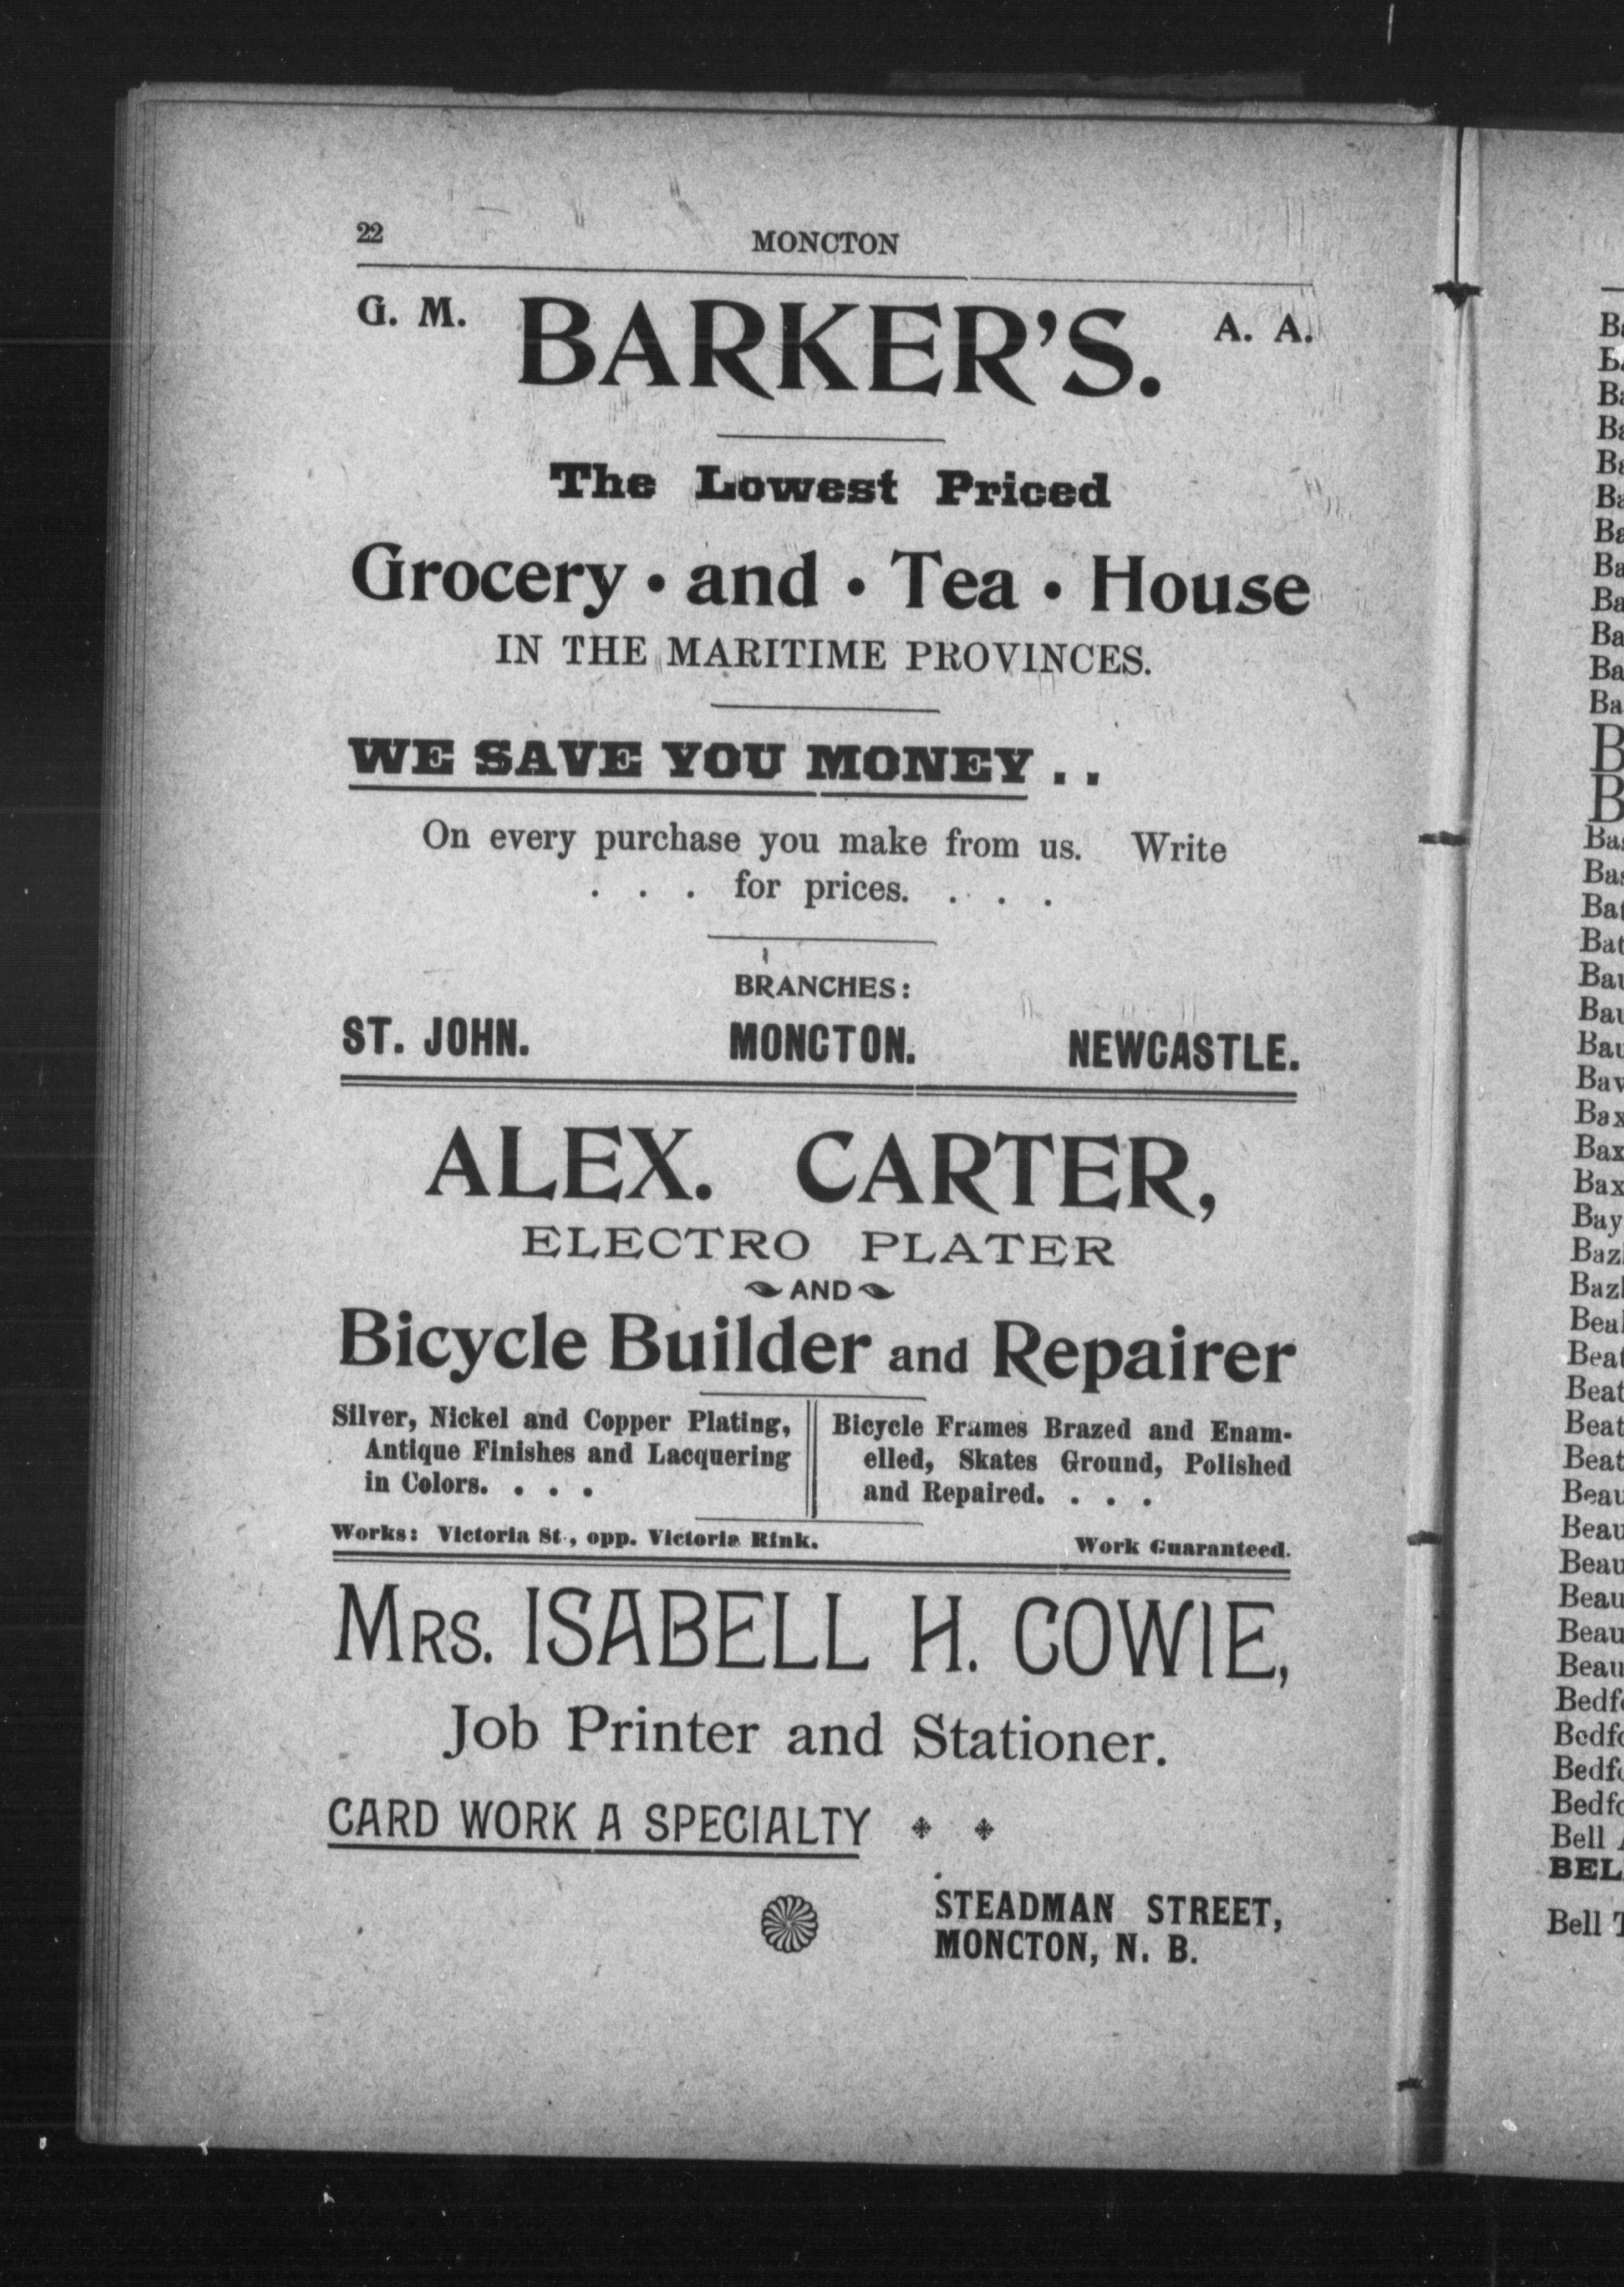 22
MONCTON
G. M. BARKER'S. A. A.
The Lowest Priced
Grocery • and • Tea • House
IN THE MARITIME PROVINCES.
WE SAVE YOU MONEY . .
On every purchase you make from us. Write
. . . for prices. . . .
BRANCHES:
ST. JOHN. MONCTON. NEWCASTLE.
ALEX. CARTER,
ELECTRO PLATER
AND
Bicycle Builder and Repairer
Silver, Nickel and Copper Plating,
Antique Finishes and Lacquering
in Colors. . . .
Bicycle Frames Brazed and Enam-
elled, Skates Ground, Polished
and Repaired. . . .
Works: Victoria St., opp. Victoria Rink. Work Guaranteed.
MRS. ISABELL H. COWIE,
Job Printer and Stationer.
CARD WORK A SPECIALTY
STEADMAN STREET,
MONCTON, N. B.
Bell